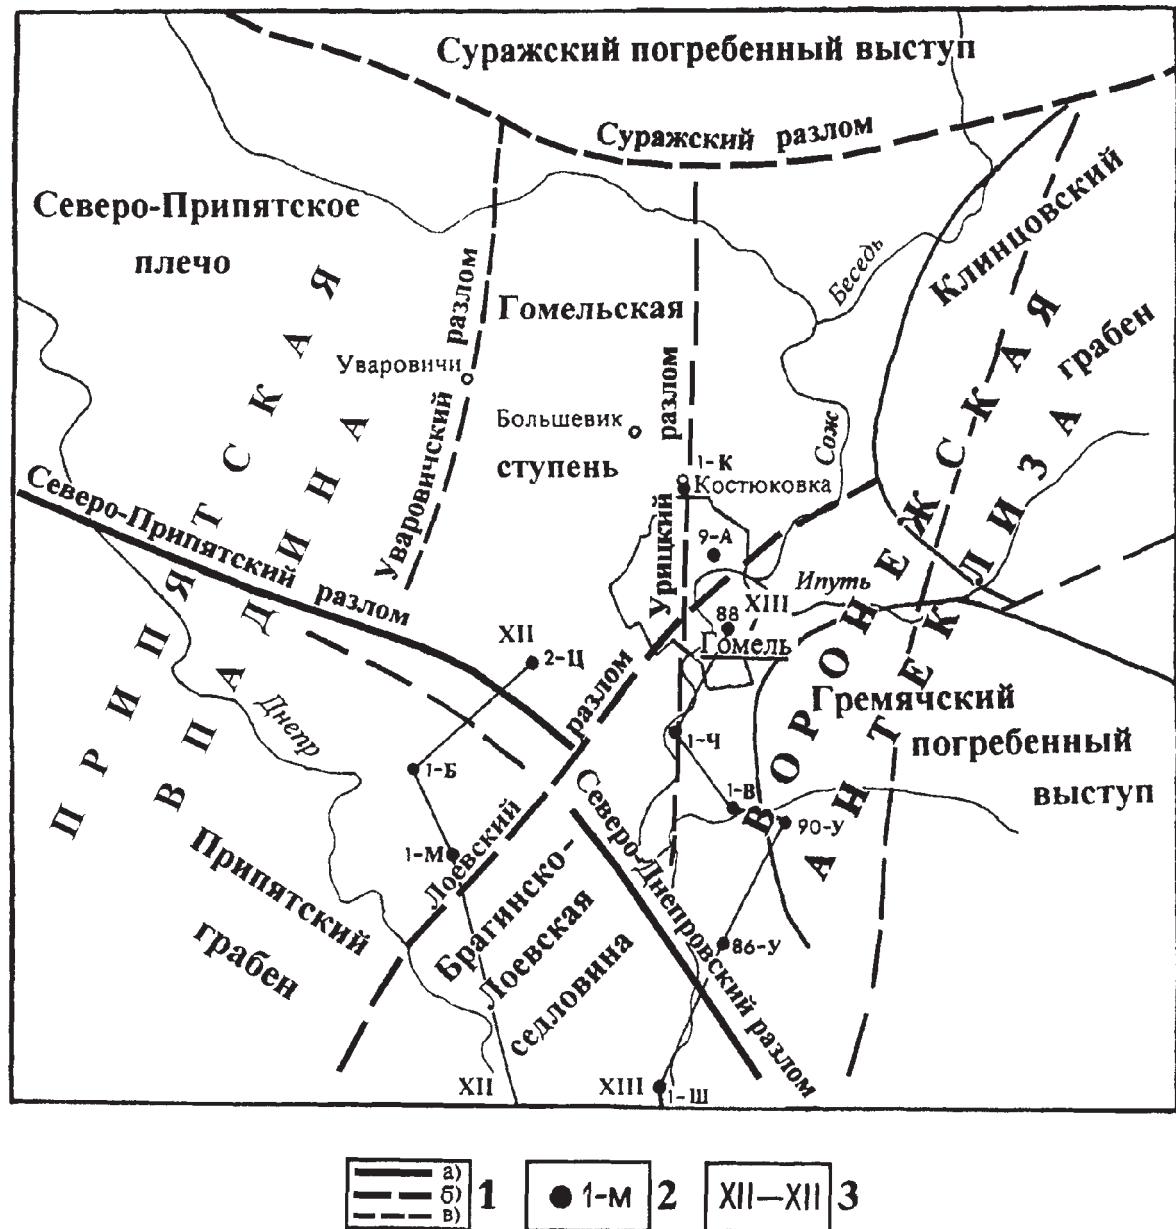 Суражский погребенный выступ
Суражский разлом
Северо-Припятское
плечо
Клинцовский
грабен
Беседь
Гомельская
ступень
Уваровичи
Уваровичский разлом
Большевик
Урицкий разлом
Сож
1-К
Костюковка
9-А
Ипуть
XIII
88
Гомель
Северо-Припятский разлом
ПРИПЯТСКАЯ
ВПАДИНА
ВОРОНЕЖСКАЯ
АНТЕКЛИЗА
XII
2-Ц
Днепр
Лоевский разлом
Гремячский
погребенный
выступ
1-Ч
1-Б
1-В
90-У
1-М
Северо-Днепровский разлом
Припятский
грабен
Брагинско-
Лоевская
седловина
86-У
XII
XIII
1-Ш
а)
б)
в)
1
1-м
2
XII—XII
3